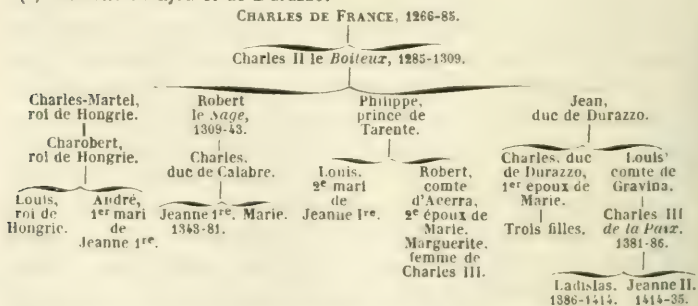 CHARLES DE FRANCE, 1266-85.
Charles II le Boiteux, 1285-1309.
Charles-Martel,
roi de Hongrie.
Charobert,
roi de Hongrie.
Louis,
roi de
Hongrie.
André,
1er mari
de
Jeanne 1re.
Robert
le Sage,
1309-43.
Charles.
duc de Calabre.
Jeanne 1re. Marie.
1343-81.
Philippe,
prince de
Tarente.
Louis.
2e mari
de
Jeanne Ire.
Robert,
comte
d'Acerra,
2e époux de
Marie.
Marguerite.
femme de
Charles III.
Jean,
duc de Durazzo.
Charles, duc
de Durazzo,
1er époux de
Marie.
Trois filles.
Louis
comte de
Gravina.
Charles III
de la Paix.
1381-86.
Ladislas. Jeanne II.
1386-1414. 1414-35.